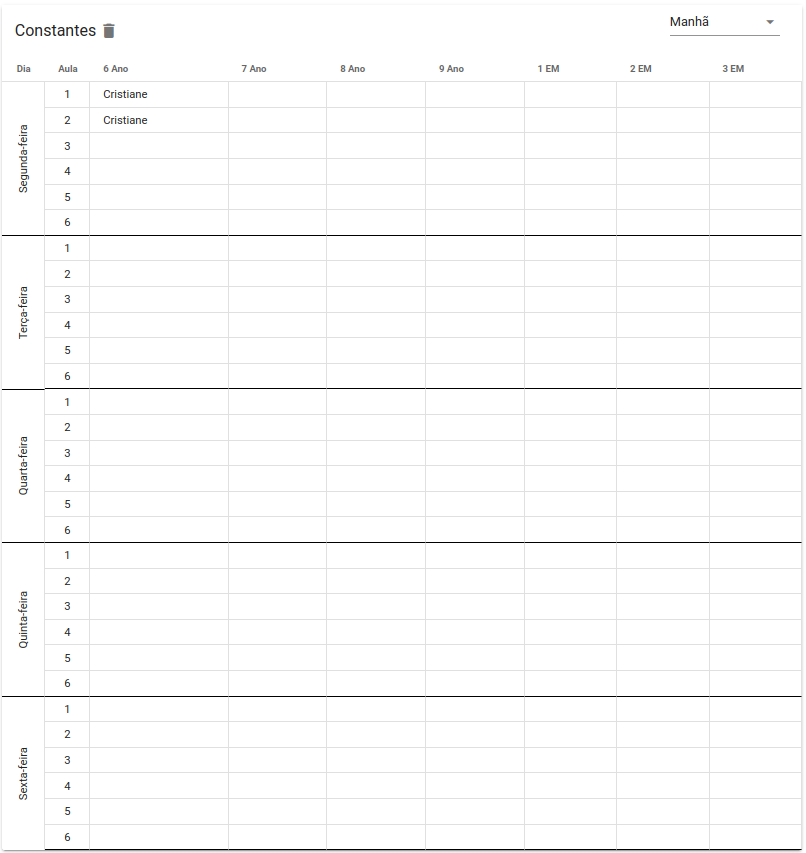 Constantes
Manhã
Dia Aula 6 Ano 7 Ano 8 Ano 9 Ano 1 EM 2 EM 3 EM
Segunda-feira
1 Cristiane
2 Cristiane
3
4
5
6
Terça-feira
1
2
3
4
5
6
Quarta-feira
1
2
3
4
5
6
Quinta-feira
1
2
3
4
5
6
Sexta-feira
1
2
3
4
5
6